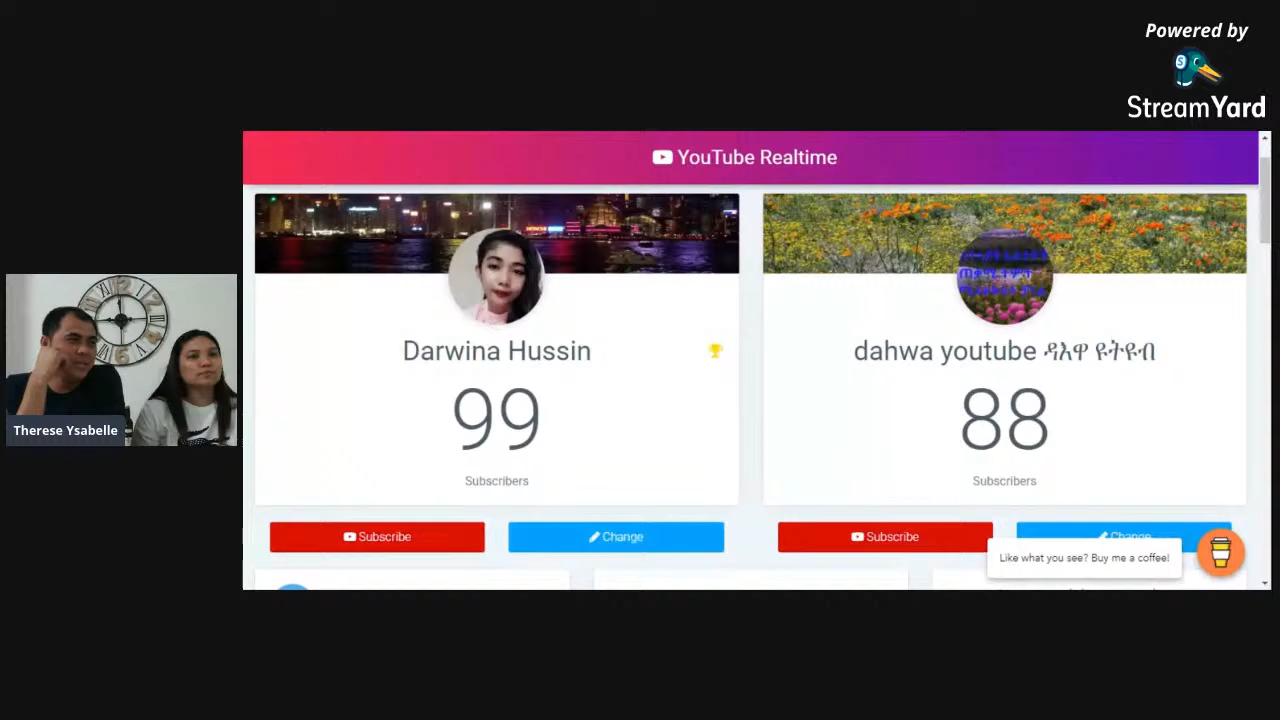 Powered by
StreamYard
YouTube Realtime
Darwina Hussin
99
Subscribers
Subscribe
Change
dahwa youtube ዳእዋ ዩትዩብ
88
Subscribers
Subscribe
Change
Like what you see? Buy me a coffee!
Therese Ysabelle